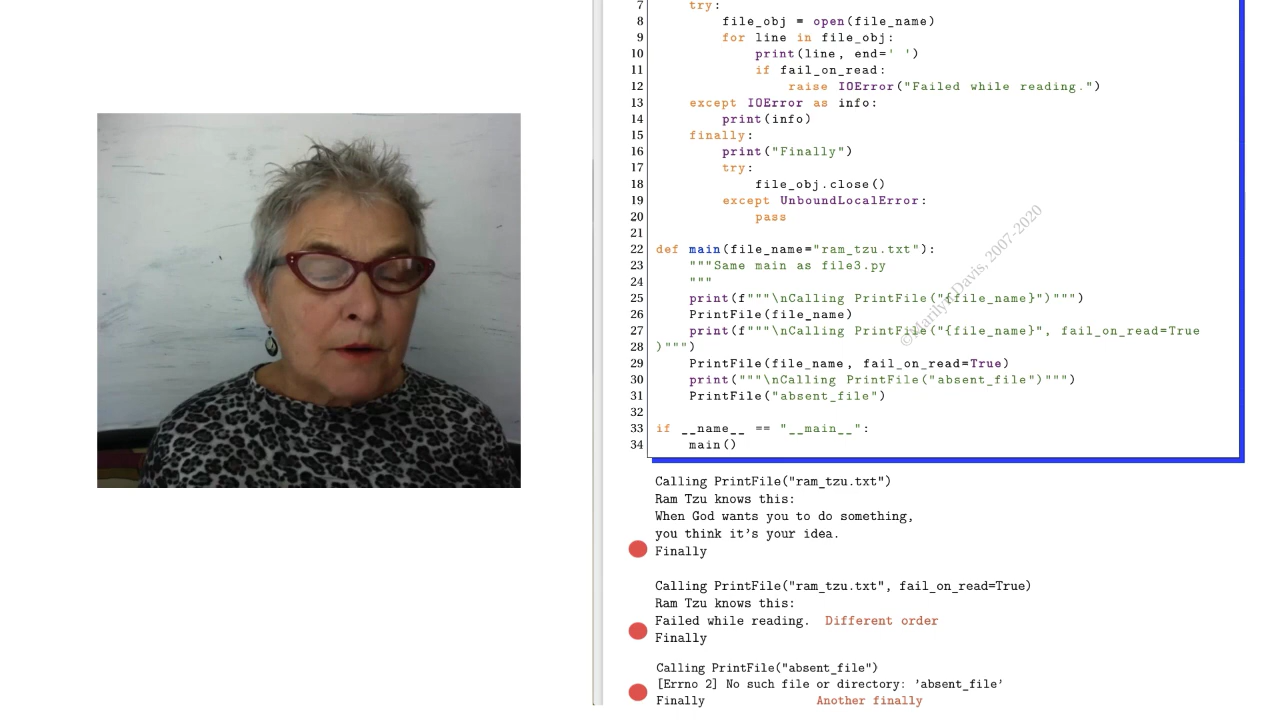 7 try:
8 file_obj = open(file_name)
9 for line in file_obj:
10 print(line, end=' ')
11 if fail_on_read:
12 raise IOError("Failed while reading.")
13 except IOError as info:
14 print(info)
15 finally:
16 print("Finally")
17 try:
18 file_obj.close()
19 except UnboundLocalError:
20 pass
21
22 def main(file_name="ram_tzu.txt"):
23 """Same main as file3.py
24 """
25 print(f"""\nCalling PrintFile("{file_name}")""")
26 PrintFile(file_name)
27 print(f"""\nCalling PrintFile("{file_name}", fail_on_read=True
28 )""")
29 PrintFile(file_name, fail_on_read=True)
30 print("""\nCalling PrintFile("absent_file")""")
31 PrintFile("absent_file")
32
33 if __name__ == "__main__":
34 main()
©Marilyn Davis, 2007-2020
Calling PrintFile("ram_tzu.txt")
Ram Tzu knows this:
When God wants you to do something,
you think it’s your idea.
Finally
Calling PrintFile("ram_tzu.txt", fail_on_read=True)
Ram Tzu knows this:
Failed while reading. Different order
Finally
Calling PrintFile("absent_file")
[Errno 2] No such file or directory: ’absent_file’
Finally Another finally